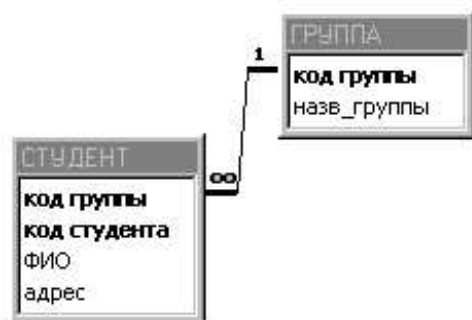 ГРУППА
1
код группы
назв_группы
СТУДЕНТ
∞
код группы
код студента
ФИО
адрес